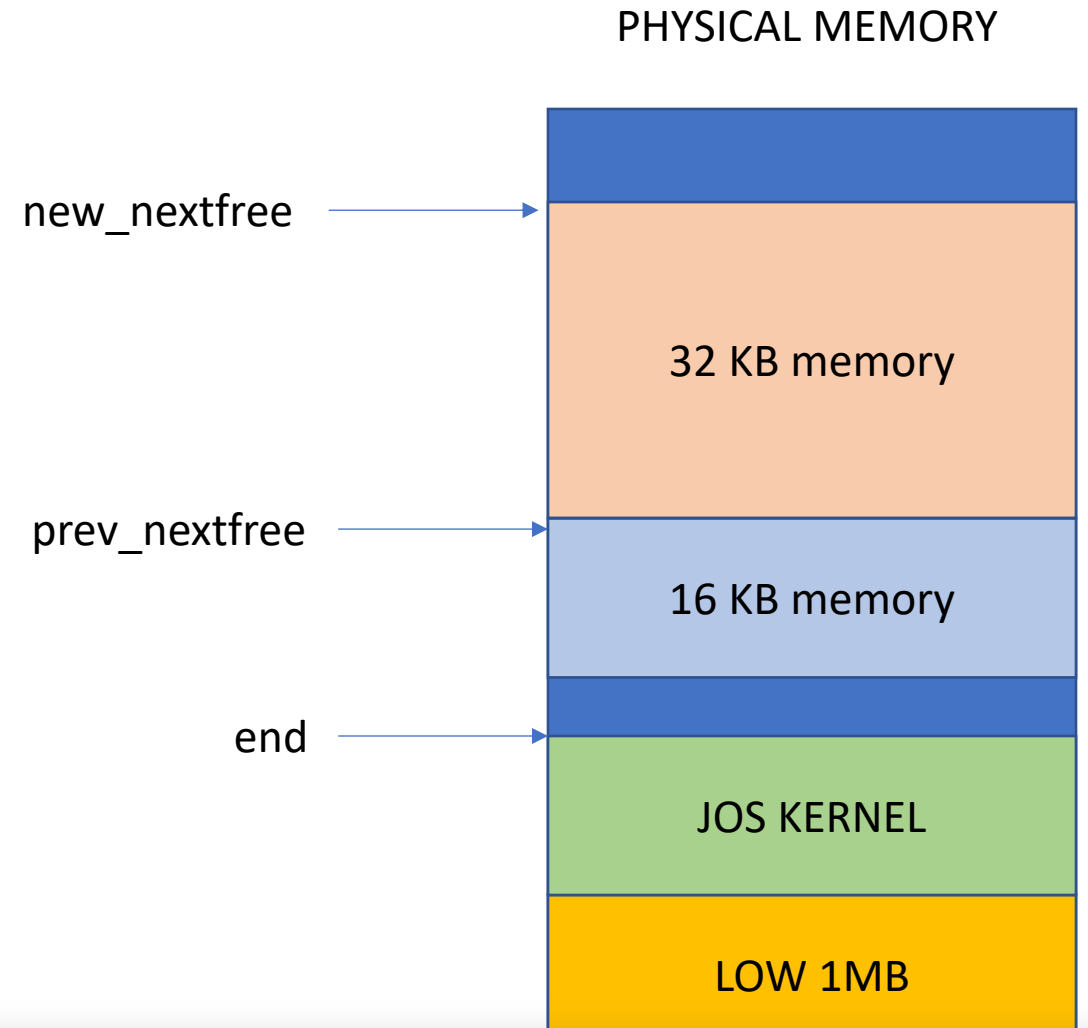 PHYSICAL MEMORY
new_nextfree
32 KB memory
prev_nextfree
16 KB memory
end
JOS KERNEL
LOW 1MB